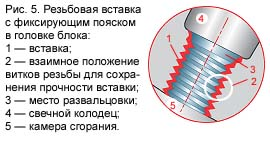 Рис. 5. Резьбовая вставка
с фиксирующим пояском
в головке блока:
1 — вставка;
2 — взаимное положение
витков резьбы для сохра-
нения прочности вставки;
3 — место развальцовки;
4 — свечной колодец;
5 — камера сгорания.
4
1
3
2
5